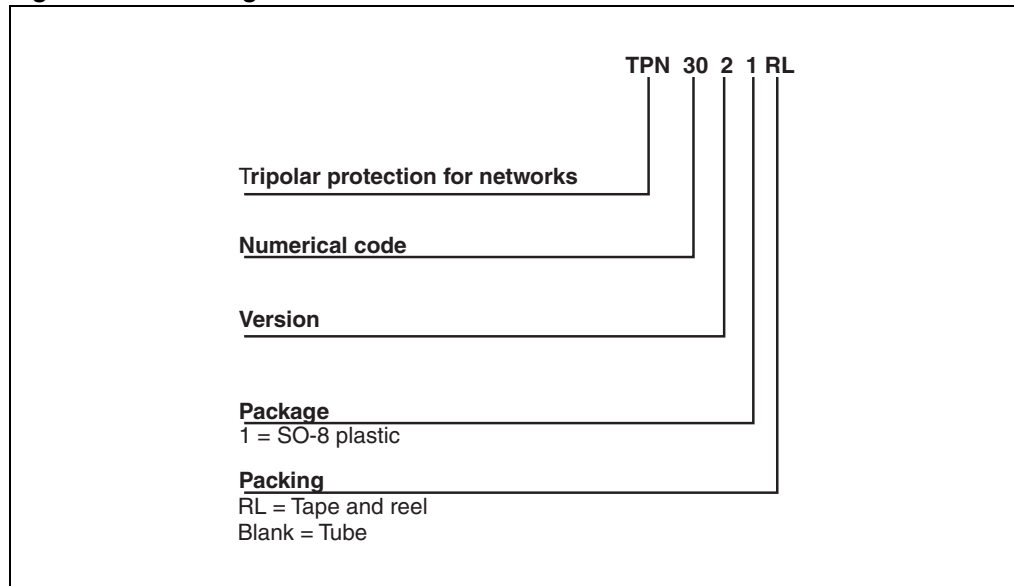 TPN 30 2 1 RL
Tripolar protection for networks
Numerical code
Version
Package
1 = SO-8 plastic
Packing
RL = Tape and reel
Blank = Tube